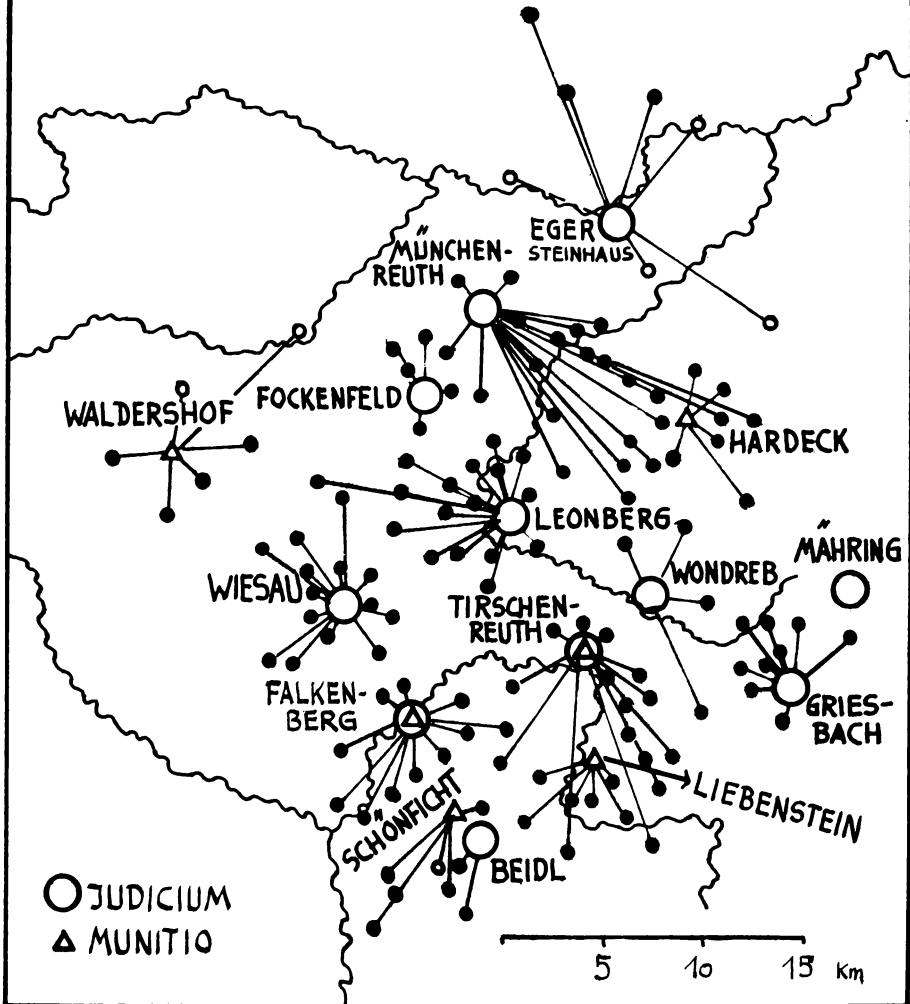 EGER
STEINHAUS
MÜNCHEN-
REUTH
FOCKENFELD
WALDERSHOF
HARDECK
LEONBERG
MÄHRING
WONDREB
WIESAU
TIRSCHEN-
REUTH
FALKEN-
BERG
GRIES-
BACH
SCHÖNFICHT
LIEBENSTEIN
BEIDL
JUDICIUM
MUNITIO
5 10 15 Km